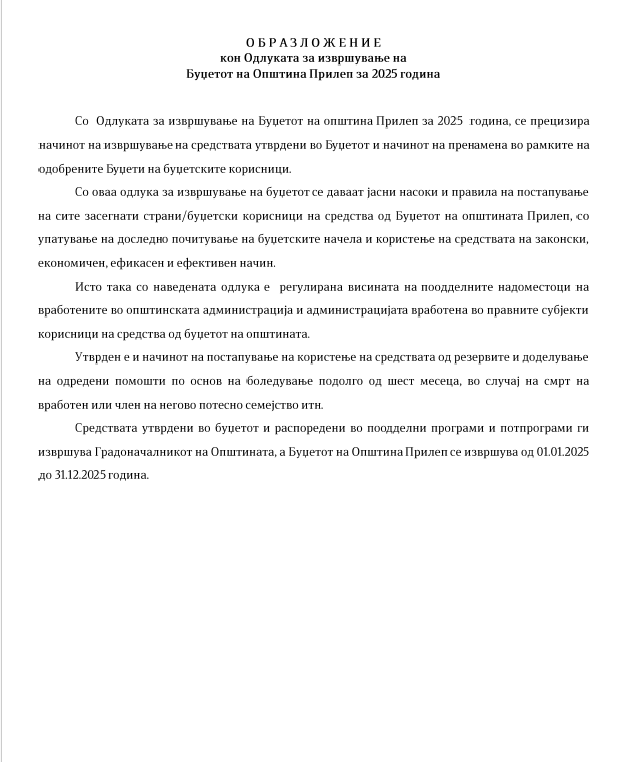 О Б Р А З Л О Ж Е Н И Е
кон Одлуката за извршување на
Буџетот на Општина Прилеп за 2025 година
Со Одлуката за извршување на Буџетот на општина Прилеп за 2025 година, се прецизира
начинот на извршување на средствата утврдени во Буџетот и начинот на пренамена во рамките на
одобрените Буџети на буџетските корисници.
Со оваа одлука за извршување на буџетот се даваат јасни насоки и правила на постапување
на сите засегнати страни/буџетски корисници на средства од Буџетот на општината Прилеп, со
упатување на доследно почитување на буџетските начела и користење на средствата на законски,
економичен, ефикасен и ефективен начин.
Исто така со наведената одлука е регулирана висината на поодделните надоместоци на
вработените во општинската администрација и администрацијата вработена во правните субјекти
корисници на средства од буџетот на општината.
Утврден е и начинот на постапување на користење на средствата од резервите и доделување
на одредени помошти по основ на боледување подолго од шест месеца, во случај на смрт на
вработен или член на негово потесно семејство итн.
Средствата утврдени во буџетот и распоредени во поодделни програми и потпрограми ги
извршува Градоначалникот на Општината, а Буџетот на Општина Прилеп се извршува од 01.01.2025
до 31.12.2025 година.